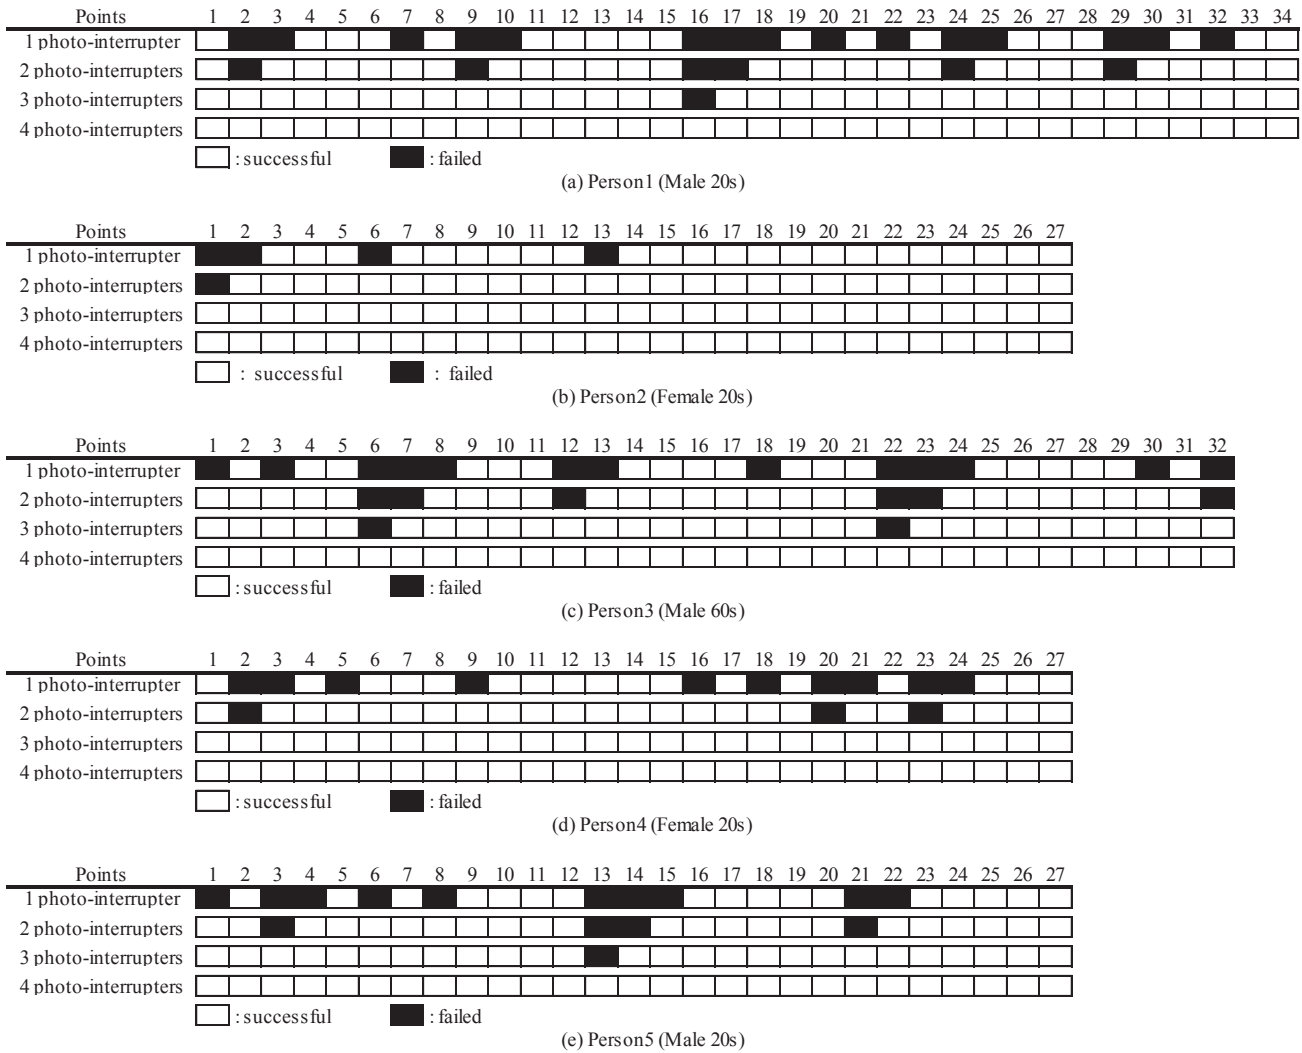 Points 1 2 3 4 5 6 7 8 9 10 11 12 13 14 15 16 17 18 19 20 21 22 23 24 25 26 27 28 29 30 31 32 33 34
1 photo-interrupter
2 photo-interrupters
3 photo-interrupters
4 photo-interrupters
: successful : failed
(a) Person1 (Male 20s)
Points 1 2 3 4 5 6 7 8 9 10 11 12 13 14 15 16 17 18 19 20 21 22 23 24 25 26 27
1 photo-interrupter
2 photo-interrupters
3 photo-interrupters
4 photo-interrupters
: successful : failed
(b) Person2 (Female 20s)
Points 1 2 3 4 5 6 7 8 9 10 11 12 13 14 15 16 17 18 19 20 21 22 23 24 25 26 27 28 29 30 31 32
1 photo-interrupter
2 photo-interrupters
3 photo-interrupters
4 photo-interrupters
: successful : failed
(c) Person3 (Male 60s)
Points 1 2 3 4 5 6 7 8 9 10 11 12 13 14 15 16 17 18 19 20 21 22 23 24 25 26 27
1 photo-interrupter
2 photo-interrupters
3 photo-interrupters
4 photo-interrupters
: successful : failed
(d) Person4 (Female 20s)
Points 1 2 3 4 5 6 7 8 9 10 11 12 13 14 15 16 17 18 19 20 21 22 23 24 25 26 27
1 photo-interrupter
2 photo-interrupters
3 photo-interrupters
4 photo-interrupters
: successful : failed
(e) Person5 (Male 20s)